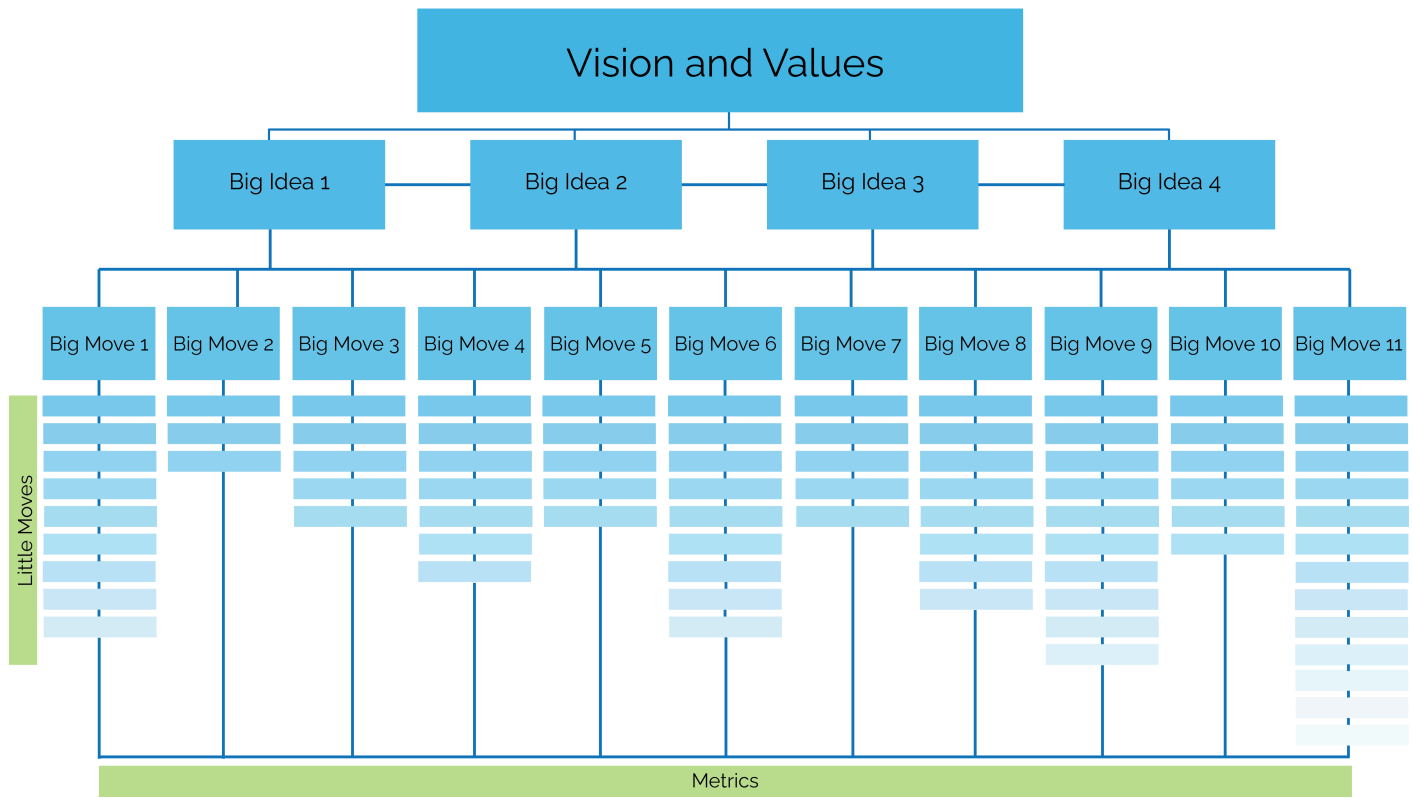 Vision and Values
Big Idea 1
Big Idea 2
Big Idea 3
Big Idea 4
Big Move 1
Big Move 2
Big Move 3
Big Move 4
Big Move 5
Big Move 6
Big Move 7
Big Move 8
Big Move 9
Big Move 10
Big Move 11
Little Moves
Metrics